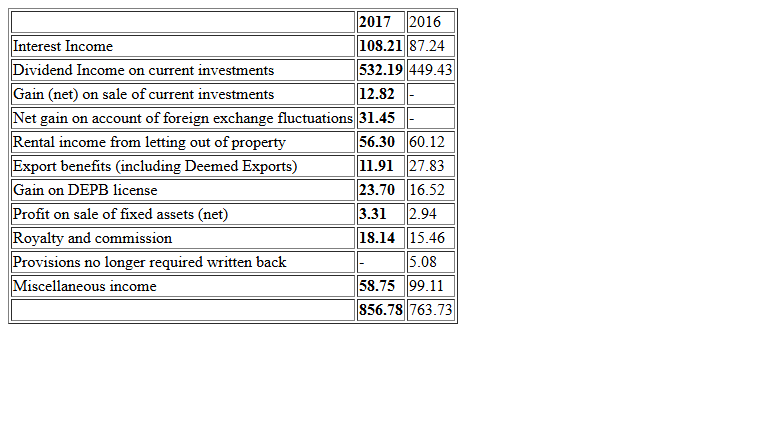 2017 2016
Interest Income 108.21 87.24
Dividend Income on current investments 532.19 449.43
Gain (net) on sale of current investments 12.82 -
Net gain on account of foreign exchange fluctuations 31.45 -
Rental income from letting out of property 56.30 60.12
Export benefits (including Deemed Exports) 11.91 27.83
Gain on DEPB license 23.70 16.52
Profit on sale of fixed assets (net) 3.31 2.94
Royalty and commission 18.14 15.46
Provisions no longer required written back - 5.08
Miscellaneous income 58.75 99.11
856.78 763.73